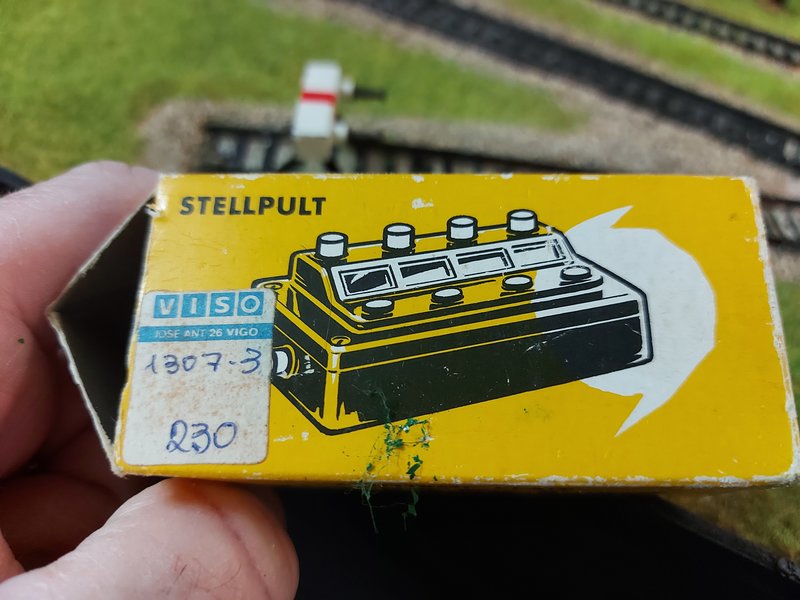 STELLPULT
VISO
JOSE ANT 26 VIGO
1307-3
230